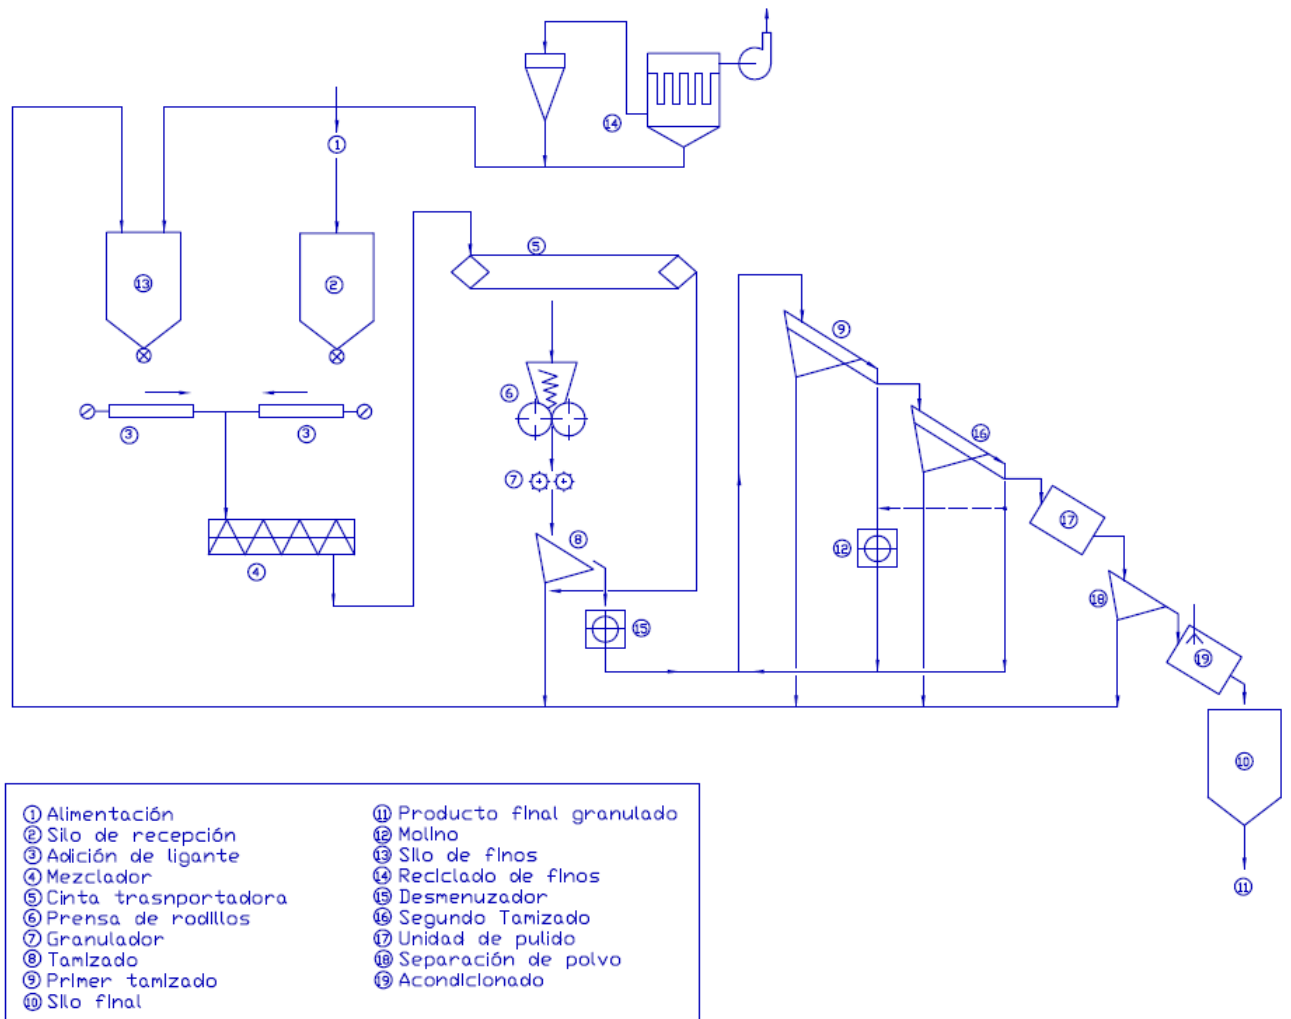 14
1
5
13
2
9
6
3
3
16
7
17
8
12
4
18
15
19
10
11
1 Alimentación
2 Silo de recepción
3 Adición de ligante
4 Mezclador
5 Cinta trasnportadora
6 Prensa de rodillos
7 Granulador
8 Tamizado
9 Primer tamizado
10 Silo final
11 Producto final granulado
12 Molino
13 Silo de finos
14 Reciclado de finos
15 Desmenuzador
16 Segundo Tamizado
17 Unidad de pulido
18 Separación de polvo
19 Acondicionado